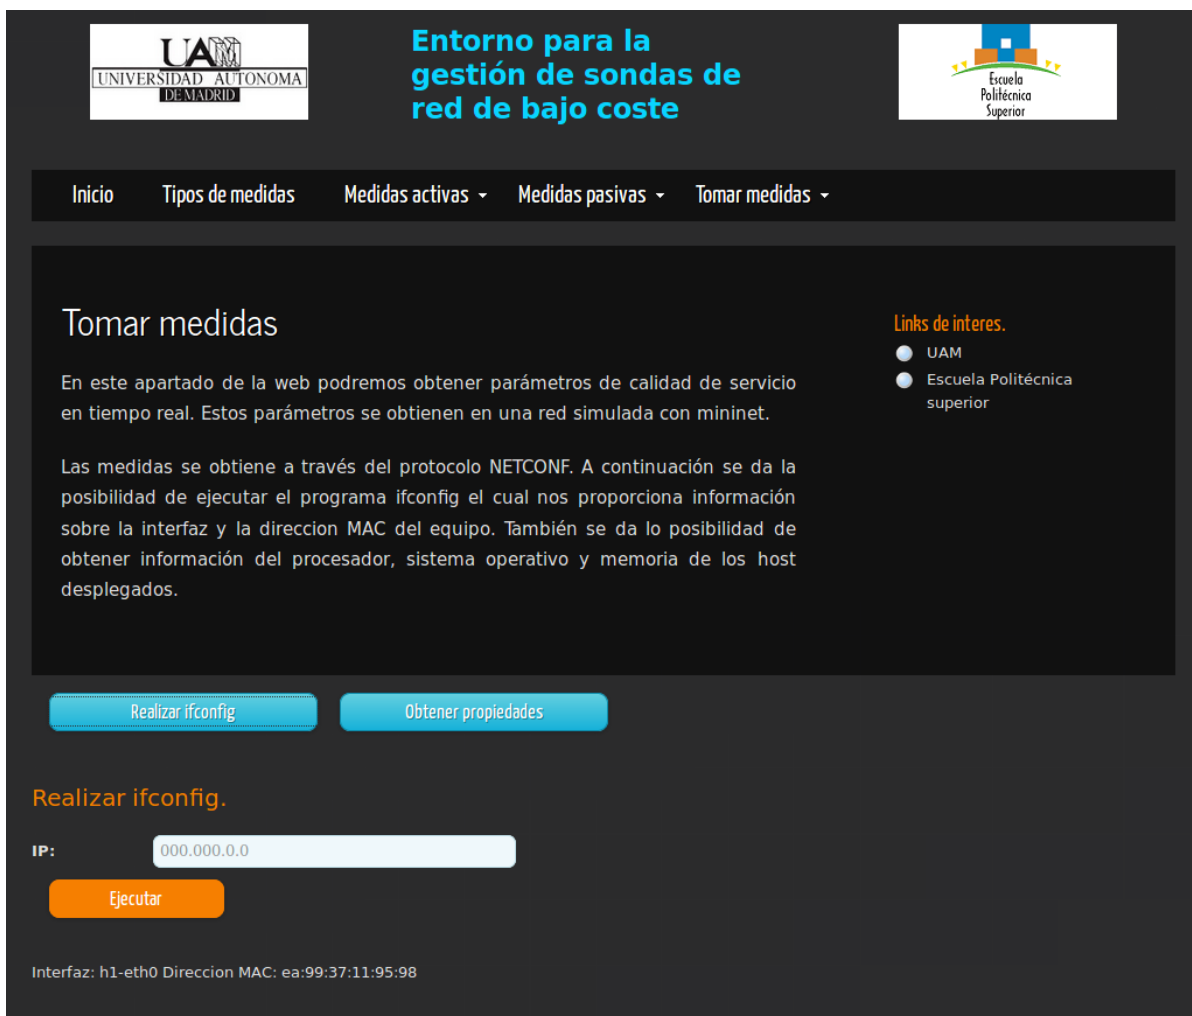 UAM
UNIVERSIDAD AUTONOMA
DE MADRID
Entorno para la
gestión de sondas de
red de bajo coste
Escuela
Politécnica
Superior
Inicio Tipos de medidas Medidas activas Medidas pasivas Tomar medidas
Tomar medidas
En este apartado de la web podremos obtener parámetros de calidad de servicio
en tiempo real. Estos parámetros se obtienen en una red simulada con mininet.
Las medidas se obtiene a través del protocolo NETCONF. A continuación se da la
posibilidad de ejecutar el programa ifconfig el cual nos proporciona información
sobre la interfaz y la direccion MAC del equipo. También se da lo posibilidad de
obtener información del procesador, sistema operativo y memoria de los host
desplegados.
Links de interes.
UAM
Escuela Politécnica
superior
Realizar ifconfig Obtener propiedades
Realizar ifconfig.
IP: 000.000.0.0
Ejecutar
Interfaz: h1-eth0 Direccion MAC: ea:99:37:11:95:98